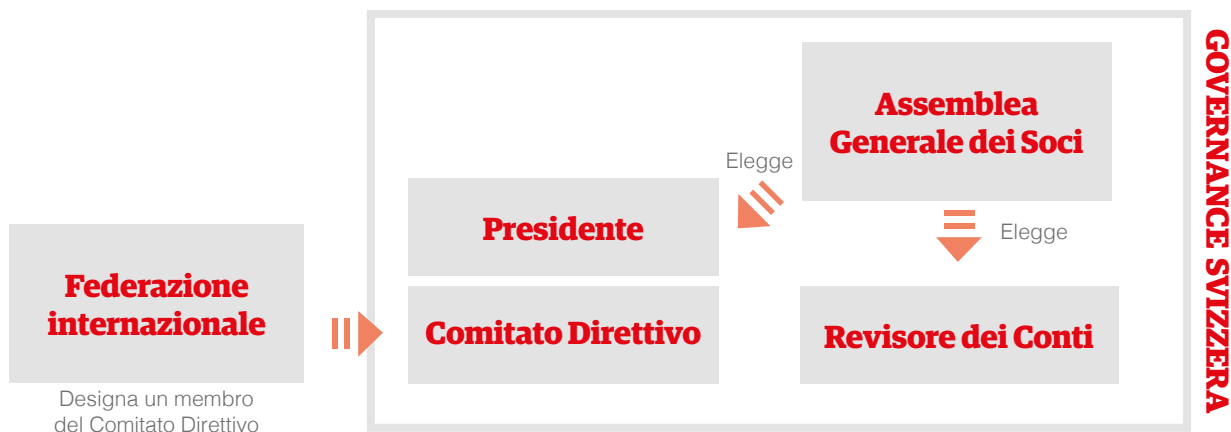 Assemblea
Generale dei Soci
Elegge
Presidente
Elegge
Federazione
internazionale
Comitato Direttivo
Revisore dei Conti
Designa un membro
del Comitato Direttivo
GOVERNANCE SVIZZERA